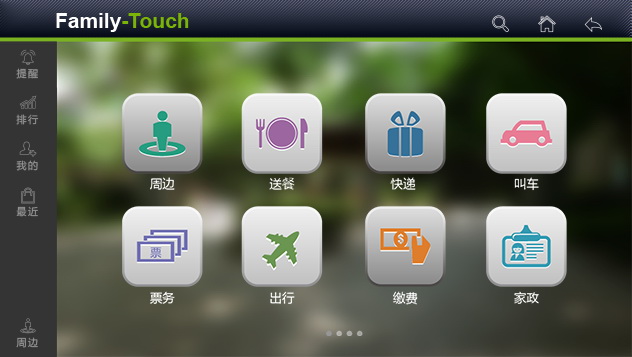 Family-Touch
提醒
排行
我的
最近
周边
周边
送餐
快递
叫车
票
票务
出行
缴费
家政